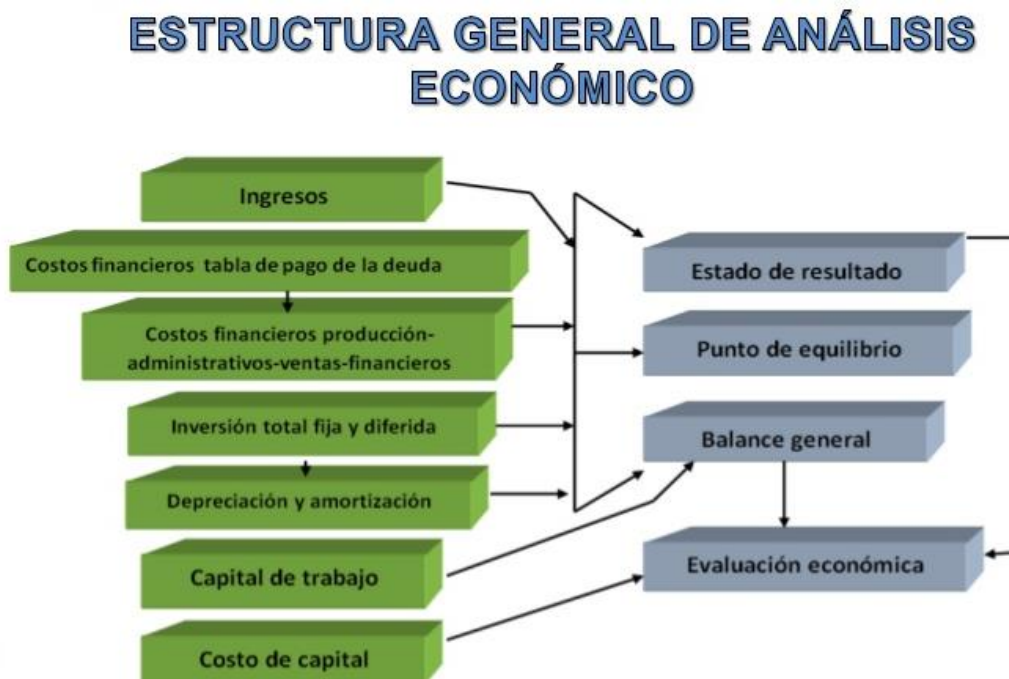 ESTRUCTURA GENERAL DE ANÁLISIS
ECONÓMICO
Ingresos
Costos financieros tabla de pago de la deuda
Costos financieros producción-
administrativos-ventas-financieros
Inversión total fija y diferida
Depreciación y amortización
Capital de trabajo
Costo de capital
Estado de resultado
Punto de equilibrio
Balance general
Evaluación económica